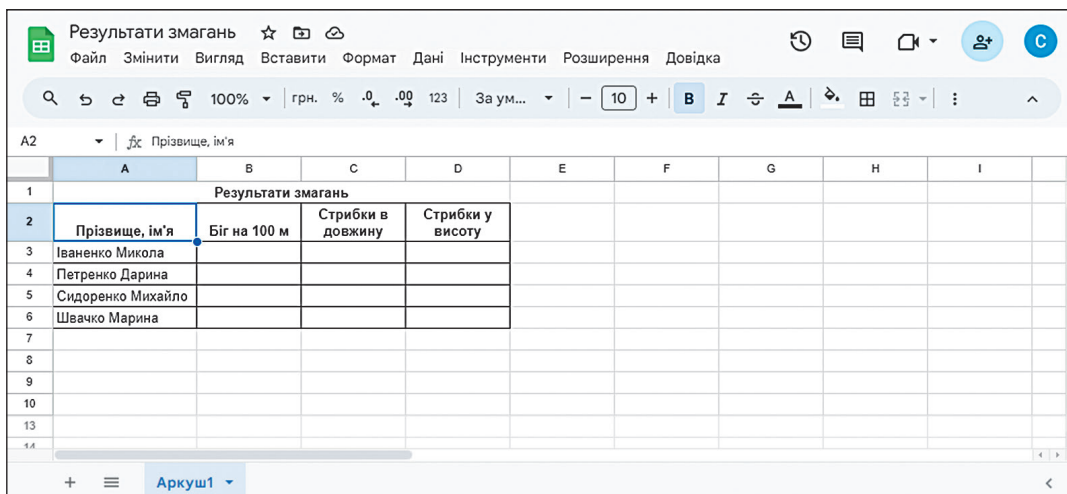 Результати змагань
Файл Змінити Вигляд Вставити Формат Дані Інструменти Розширення Довідка
C
100% грн. % .0 .00 123 За ум... − 10 + B I A
A2 fx Прізвище, ім'я
A B C D E F G H I
1 Результати змагань
2 Прізвище, ім'я Біг на 100 м Стрибки в довжину Стрибки у висоту
3 Іваненко Микола
4 Петренко Дарина
5 Сидоренко Михайло
6 Швачко Марина
7
8
9
10
13
14
+ Аркуш1